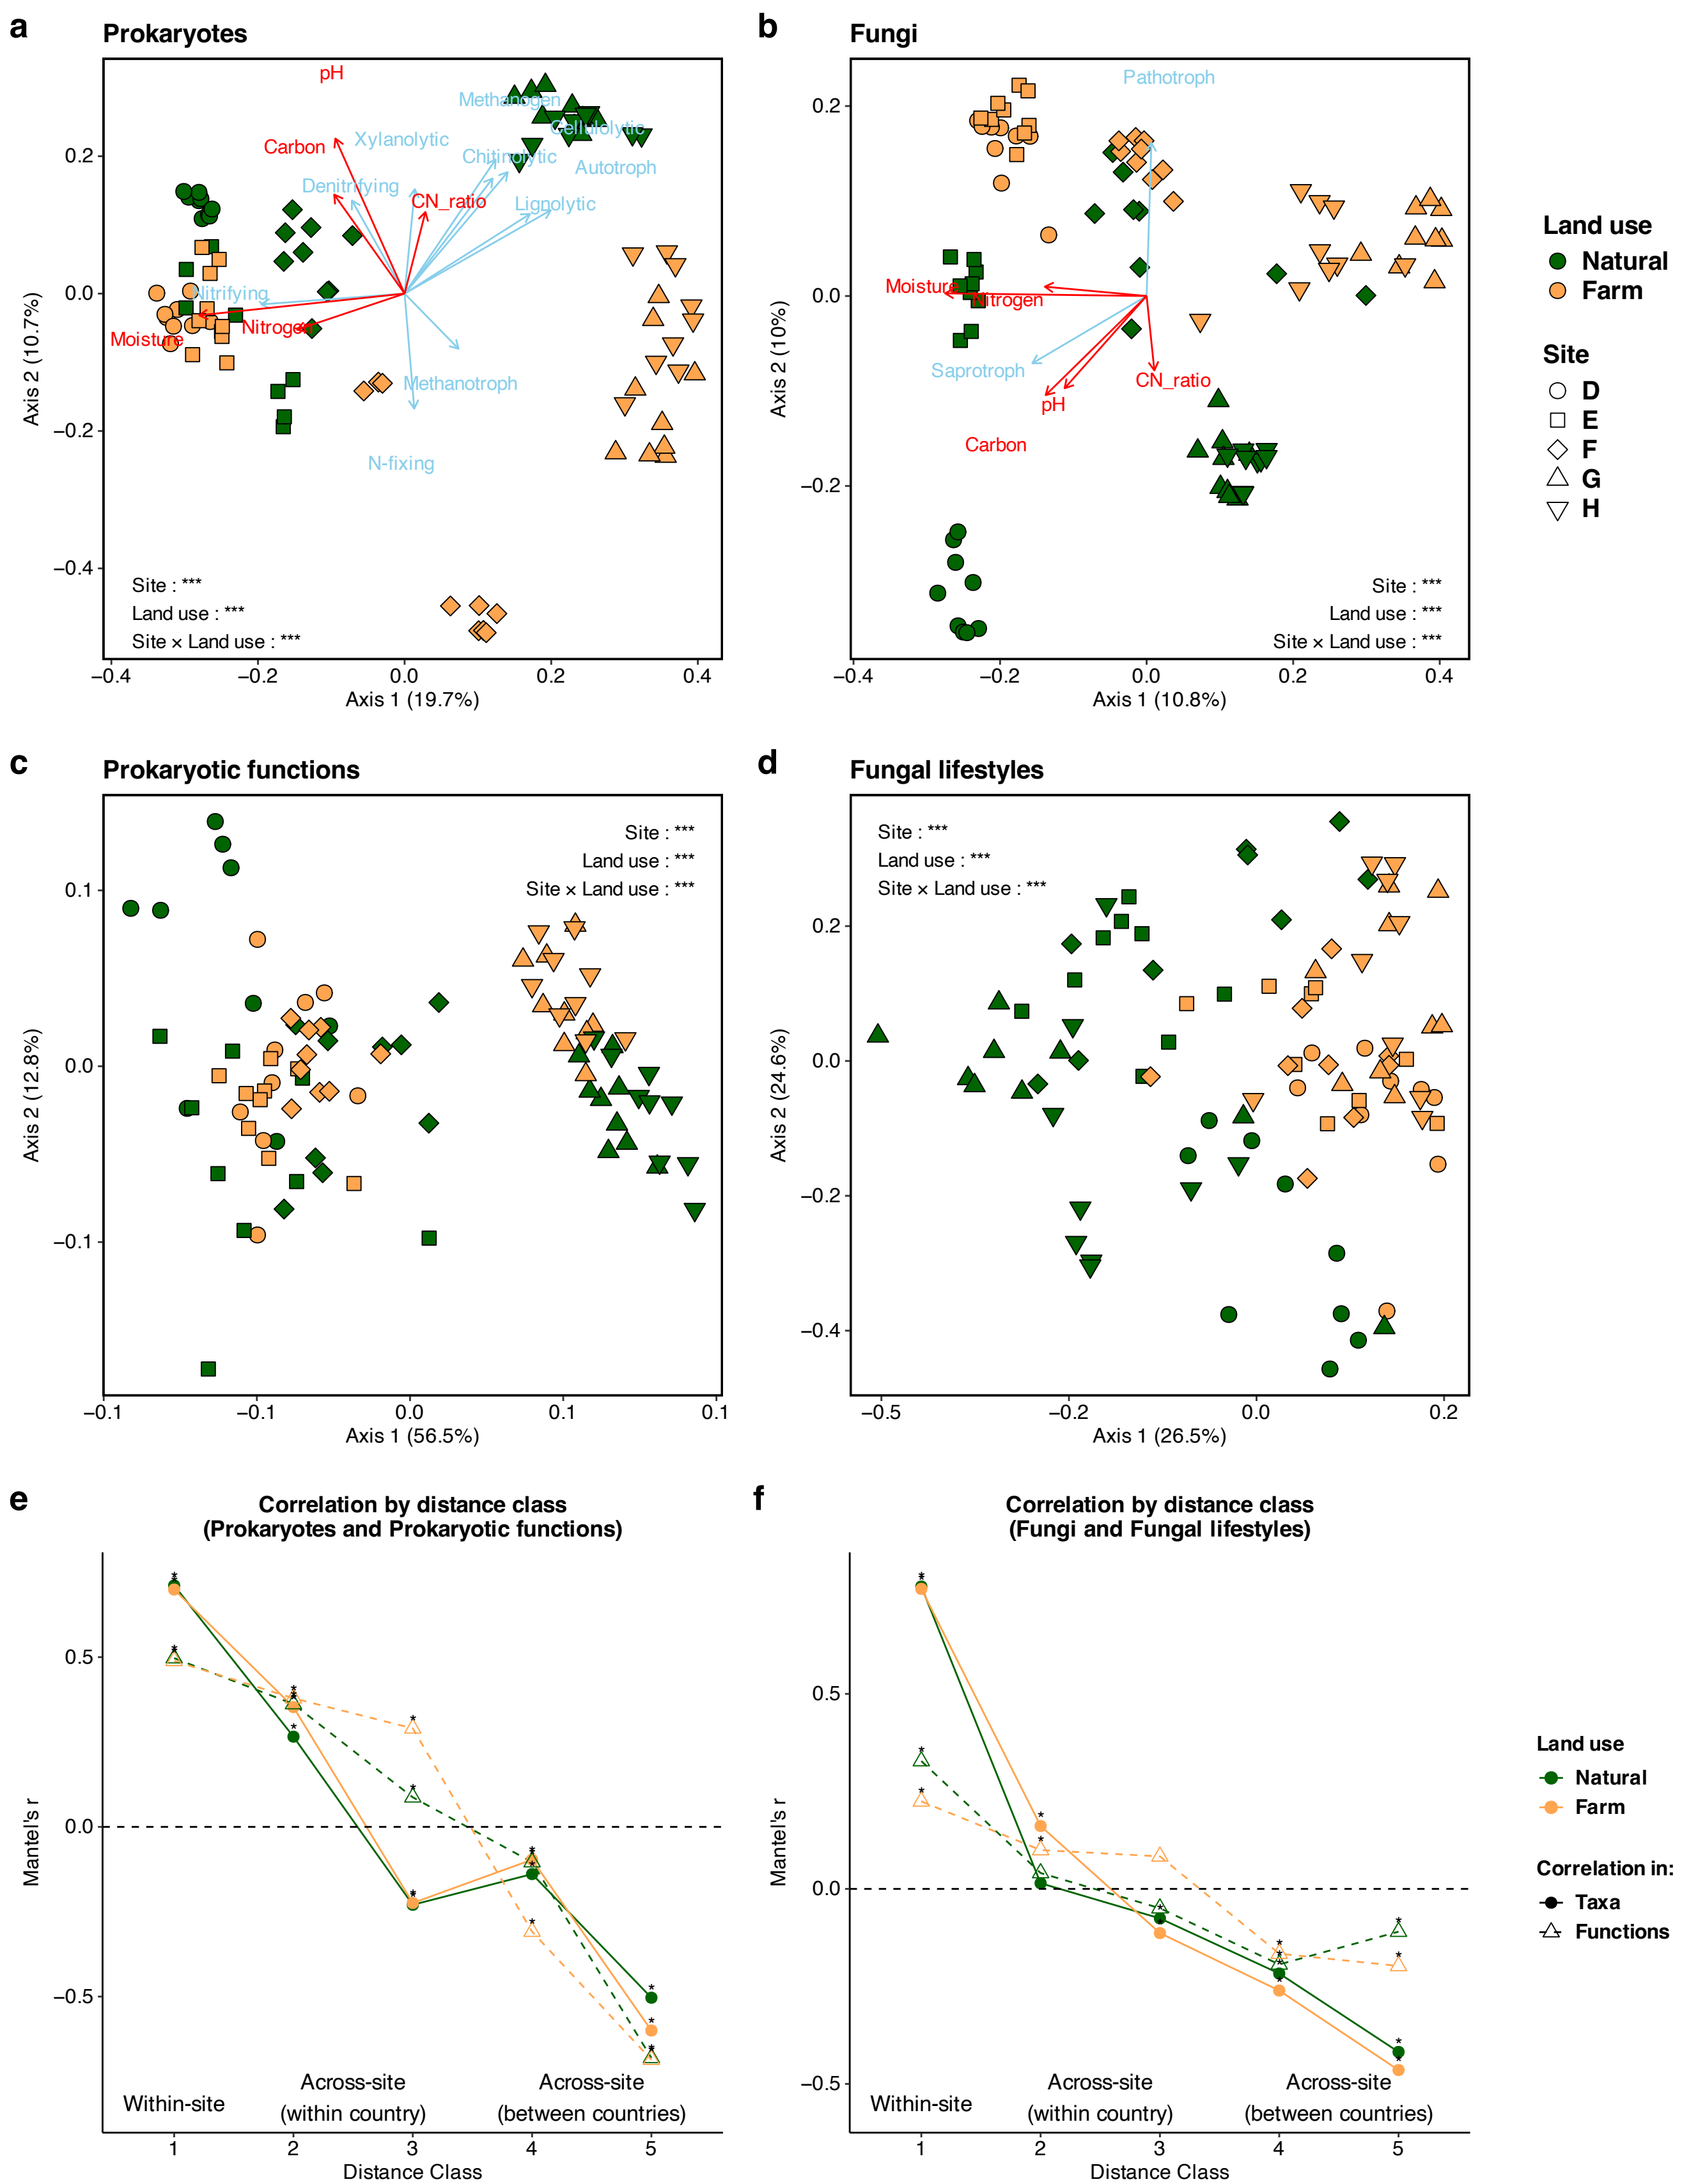 a
Prokaryotes
pH
Methanogen
Cellulolytic
Xylanolytic
Carbon
Chitinolytic
Autotroph
Denitrifying
CN_ratio
Lignolytic
Nitrifying
Nitrogen
Moisture
Methanotroph
N-fixing
Site : ***
Land use : ***
Site × Land use : ***
0.2
0.0
−0.2
−0.4
Axis 2 (10.7%)
−0.4
−0.2
0.0
0.2
0.4
Axis 1 (19.7%)
b
Fungi
Pathotroph
Moisture
Nitrogen
Saprotroph
CN_ratio
pH
Carbon
Site : ***
Land use : ***
Site × Land use : ***
0.2
0.0
−0.2
Axis 2 (10%)
−0.4
−0.2
0.0
0.2
0.4
Axis 1 (10.8%)
Land use
Natural
Farm
Site
D
E
F
G
H
c
Prokaryotic functions
Site : ***
Land use : ***
Site × Land use : ***
0.1
0.0
−0.1
Axis 2 (12.8%)
−0.1
−0.1
0.0
0.1
0.1
Axis 1 (56.5%)
d
Fungal lifestyles
Site : ***
Land use : ***
Site × Land use : ***
0.2
0.0
−0.2
−0.4
Axis 2 (24.6%)
−0.5
−0.2
0.0
0.2
Axis 1 (26.5%)
e
Correlation by distance class
(Prokaryotes and Prokaryotic functions)
0.5
0.0
−0.5
Mantel's r
Within-site
Across-site
(within country)
Across-site
(between countries)
1
2
3
4
5
Distance Class
f
Correlation by distance class
(Fungi and Fungal lifestyles)
0.5
0.0
−0.5
Mantel's r
Within-site
Across-site
(within country)
Across-site
(between countries)
1
2
3
4
5
Distance Class
Land use
Natural
Farm
Correlation in:
Taxa
Functions